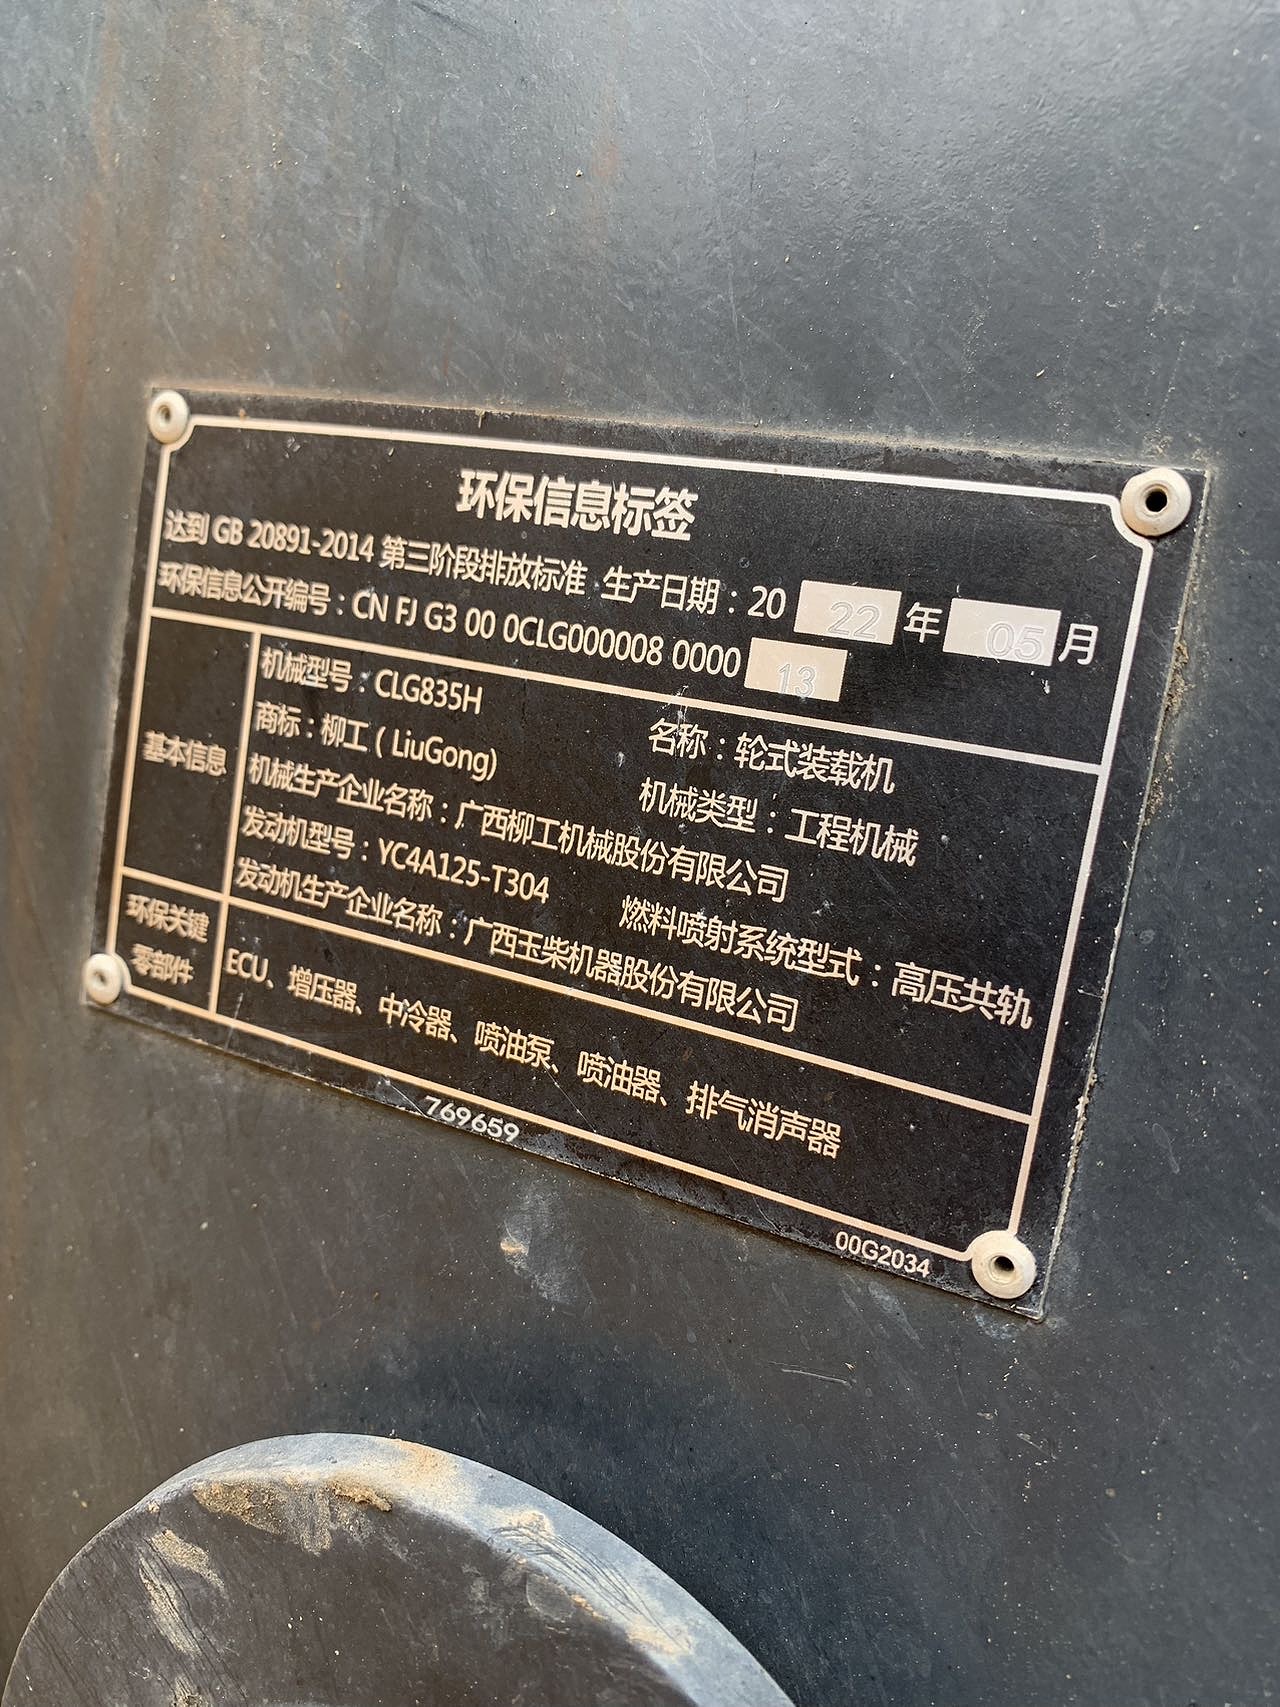 环保信息标签
达到 GB 20891-2014 第三阶段排放标准 生产日期：20 22 年 05 月
环保信息公开编号：CN FJ G3 00 0CLG000008 0000 13
基本信息
机械型号：CLG835H 名称：轮式装载机
商标：柳工（LiuGong) 机械类型：工程机械
机械生产企业名称：广西柳工机械股份有限公司
发动机型号：YC4A125-T304 燃料喷射系统型式：高压共轨
发动机生产企业名称：广西玉柴机器股份有限公司
环保关键
零部件
ECU、增压器、中冷器、喷油泵、喷油器、排气消声器
769659
00G2034